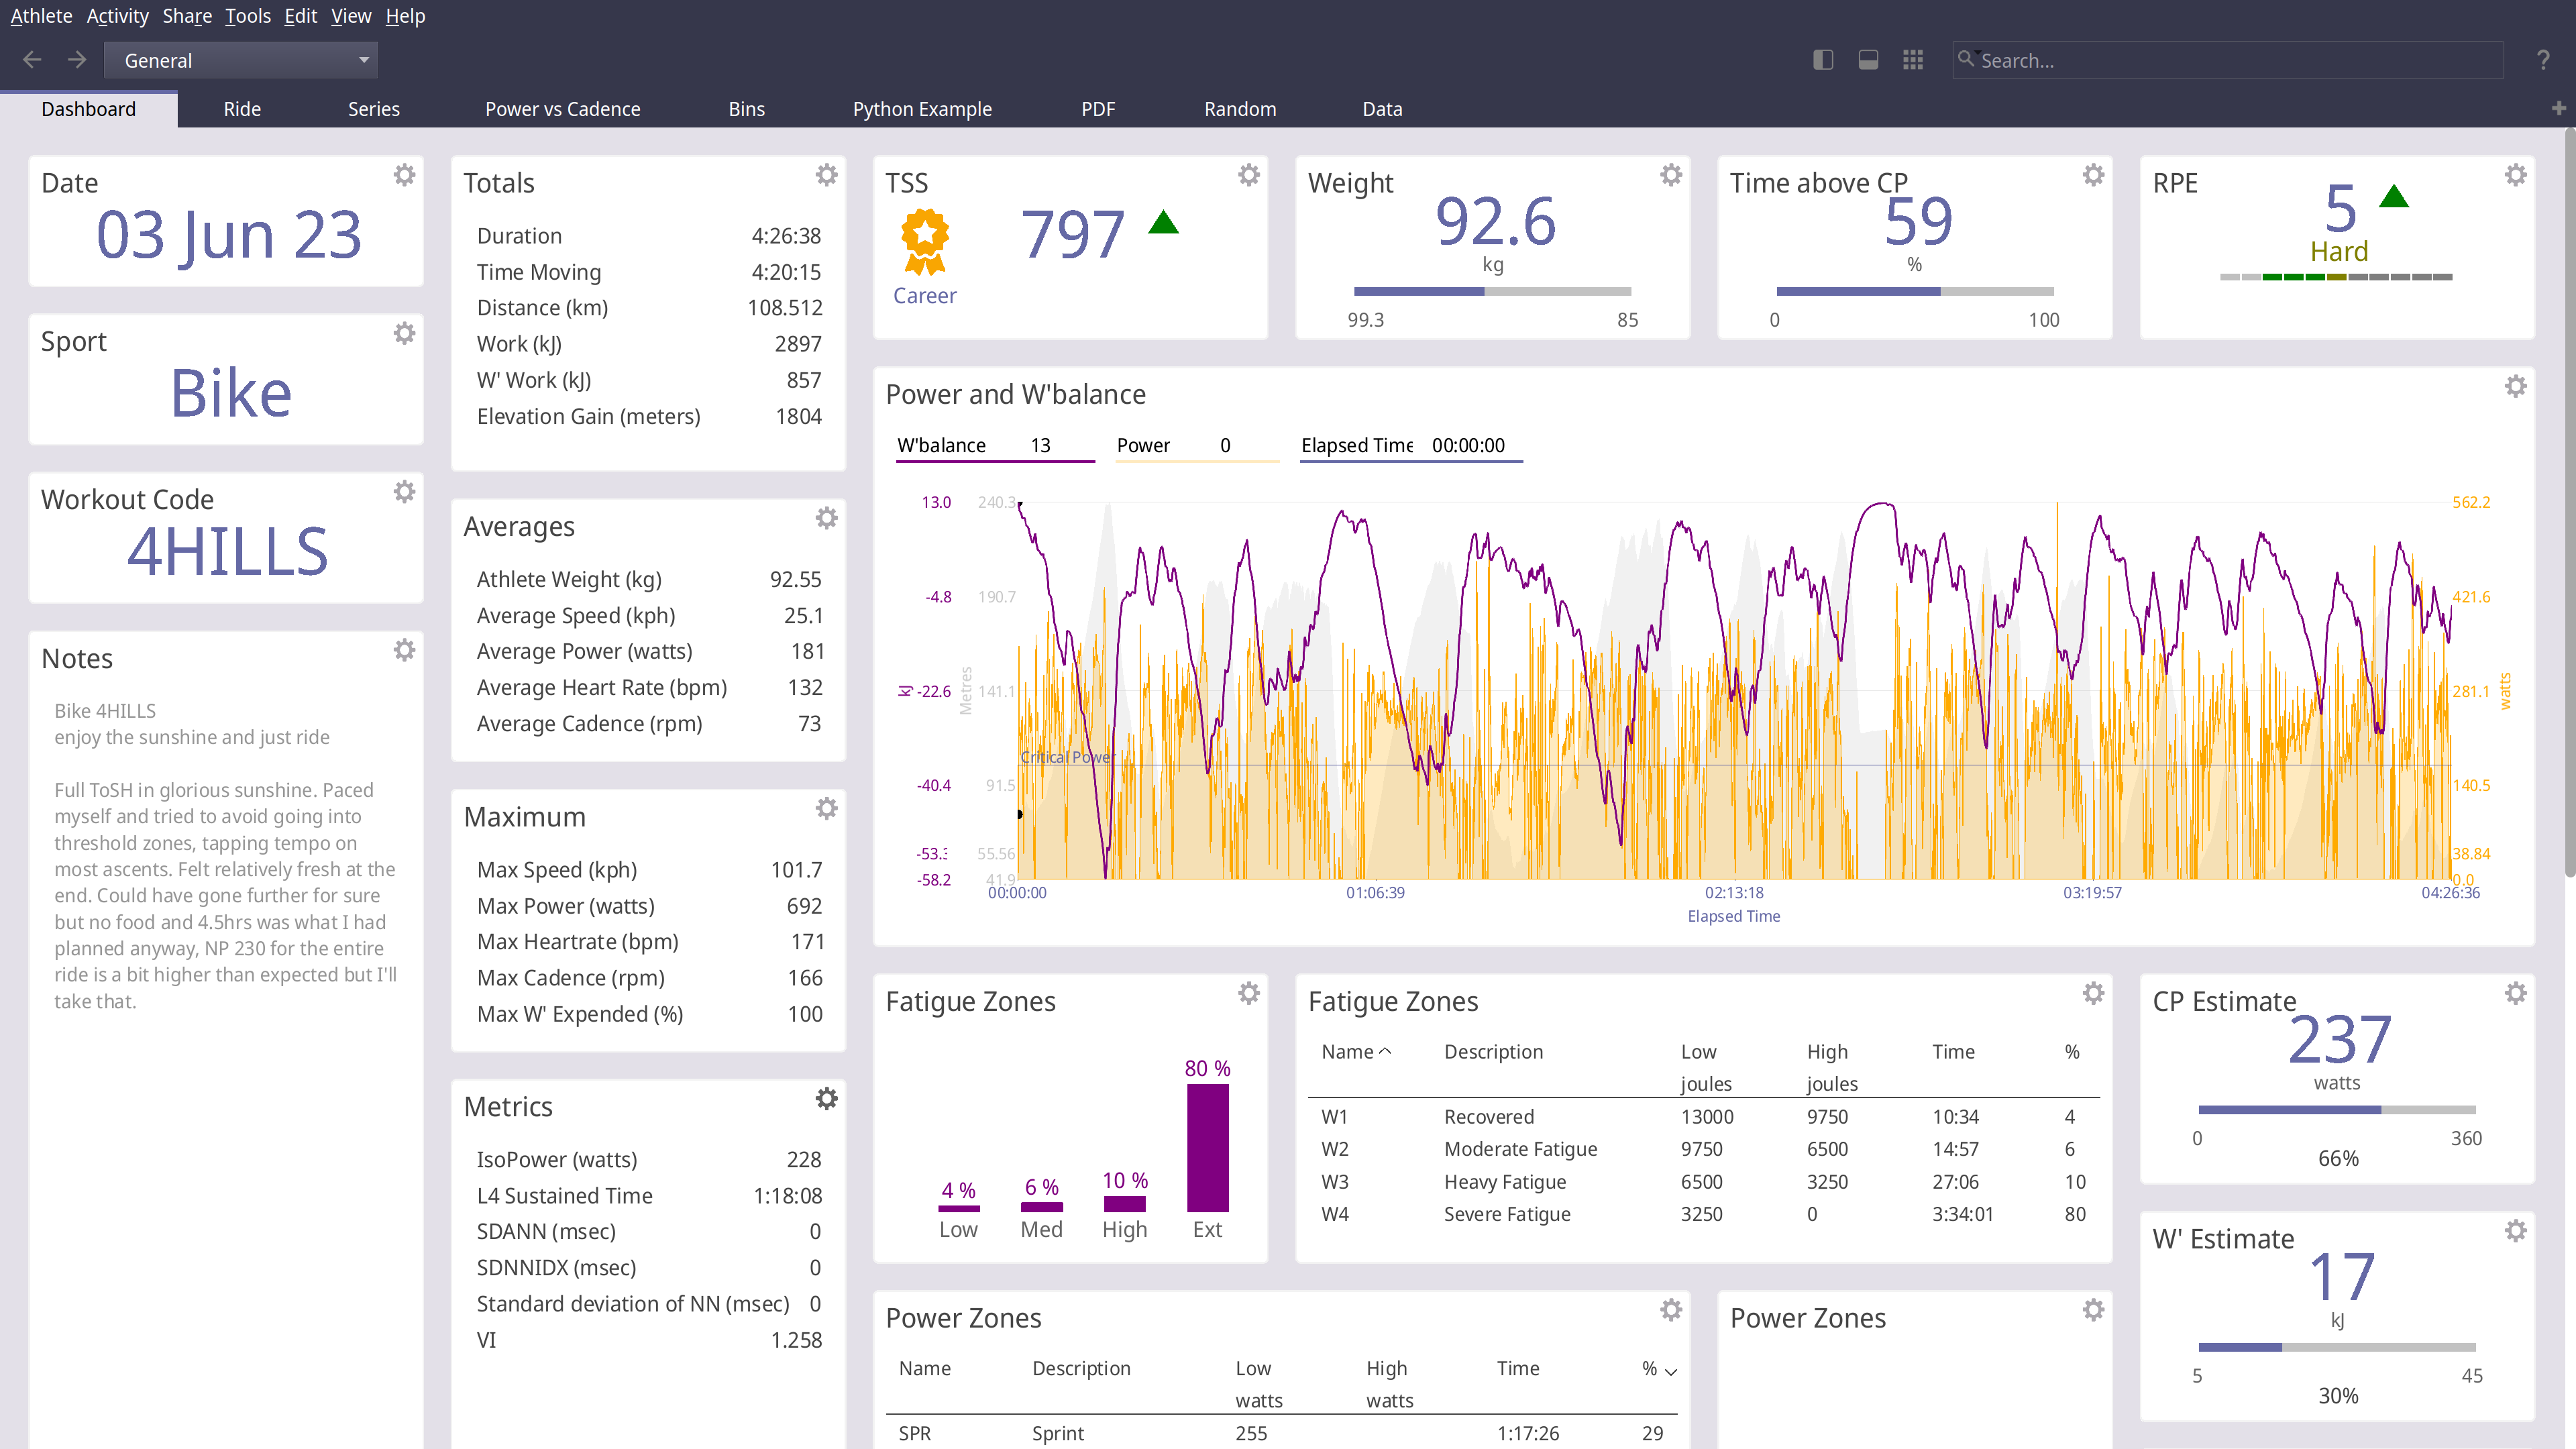 Athlete Activity Share Tools Edit View Help
General
Search...
?
Dashboard Ride Series Power vs Cadence Bins Python Example PDF Random Data
Date
03 Jun 23
Sport
Bike
Workout Code
4HILLS
Notes
Bike 4HILLS
enjoy the sunshine and just ride
Full ToSH in glorious sunshine. Paced
myself and tried to avoid going into
threshold zones, tapping tempo on
most ascents. Felt relatively fresh at the
end. Could have gone further for sure
but no food and 4.5hrs was what I had
planned anyway, NP 230 for the entire
ride is a bit higher than expected but I'll
take that.
Totals
Duration 4:26:38
Time Moving 4:20:15
Distance (km) 108.512
Work (kJ) 2897
W' Work (kJ) 857
Elevation Gain (meters) 1804
Averages
Athlete Weight (kg) 92.55
Average Speed (kph) 25.1
Average Power (watts) 181
Average Heart Rate (bpm) 132
Average Cadence (rpm) 73
Maximum
Max Speed (kph) 101.7
Max Power (watts) 692
Max Heartrate (bpm) 171
Max Cadence (rpm) 166
Max W' Expended (%) 100
Metrics
IsoPower (watts) 228
L4 Sustained Time 1:18:08
SDANN (msec) 0
SDNNIDX (msec) 0
Standard deviation of NN (msec) 0
VI 1.258
TSS
797
Career
Weight
92.6
kg
99.3 85
Time above CP
59
%
0 100
RPE
5
Hard
Power and W'balance
W'balance 13 Power 0 Elapsed Time 00:00:00
13.0 240.3 562.2
-4.8 190.7 421.6
kJ -22.6 Metres 141.1 281.1 watts
Critical Power
-40.4 91.5 140.5
-53.3 55.56 38.84
-58.2 41.9 0.0
00:00:00 01:06:39 02:13:18 03:19:57 04:26:36
Elapsed Time
Fatigue Zones
80 %
4 % 6 % 10 %
Low Med High Ext
Fatigue Zones
Name Description Low High Time %
joules joules
W1 Recovered 13000 9750 10:34 4
W2 Moderate Fatigue 9750 6500 14:57 6
W3 Heavy Fatigue 6500 3250 27:06 10
W4 Severe Fatigue 3250 0 3:34:01 80
CP Estimate
237
watts
0 360
66%
W' Estimate
17
kJ
5 45
30%
Power Zones
Name Description Low High Time %
watts watts
SPR Sprint 255 1:17:26 29
Power Zones